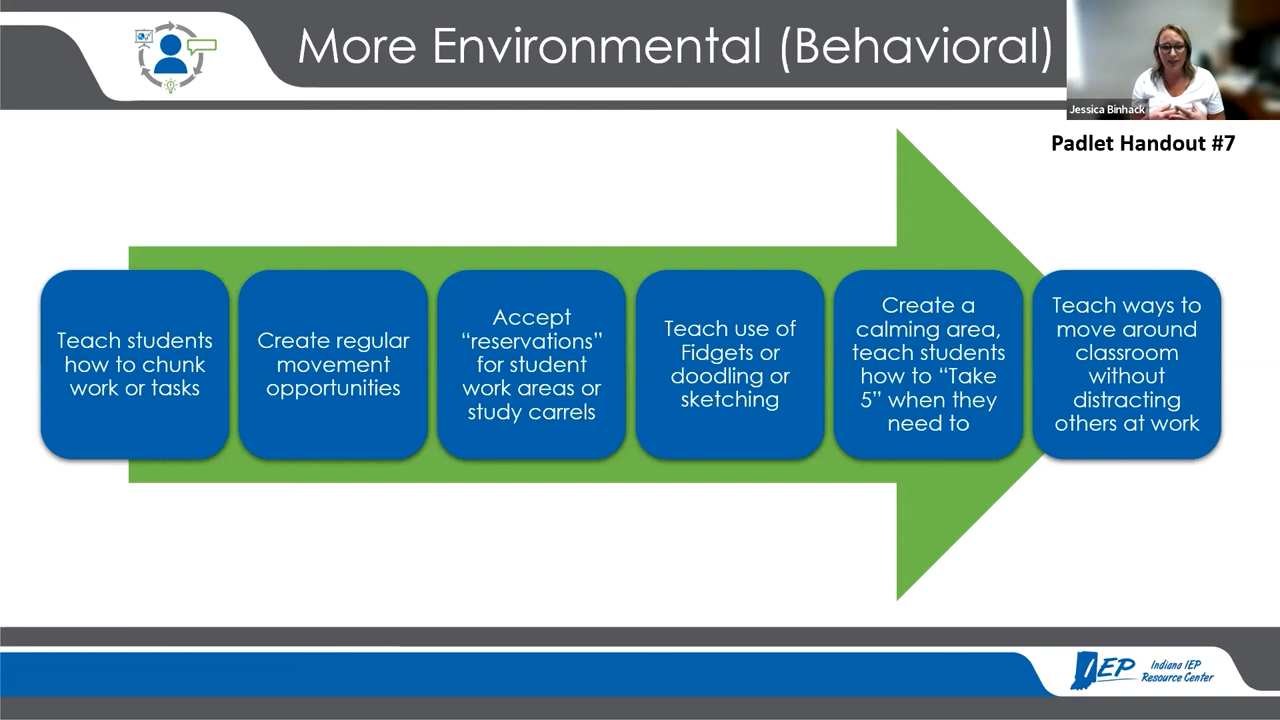 More Environmental (Behavioral)
Jessica Binhack
Padlet Handout #7
Teach students
how to chunk
work or tasks
Create regular
movement
opportunities
Accept
“reservations”
for student
work areas or
study carrels
Teach use of
Fidgets or
doodling or
sketching
Create a
calming area,
teach students
how to “Take
5” when they
need to
Teach ways to
move around
classroom
without
distracting
others at work
IEP
Indiana IEP
Resource Center